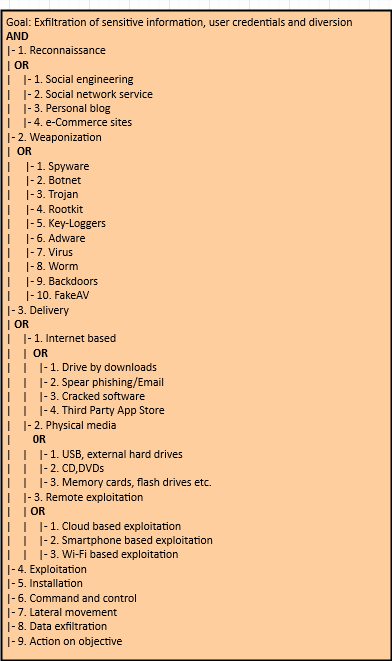 Goal: Exfiltration of sensitive information, user credentials and diversion
AND
|- 1. Reconnaissance
| OR
| |- 1. Social engineering
| |- 2. Social network service
| |- 3. Personal blog
| |- 4. e-Commerce sites
|- 2. Weaponization
| OR
| |- 1. Spyware
| |- 2. Botnet
| |- 3. Trojan
| |- 4. Rootkit
| |- 5. Key-Loggers
| |- 6. Adware
| |- 7. Virus
| |- 8. Worm
| |- 9. Backdoors
| |- 10. FakeAV
|- 3. Delivery
| OR
| |- 1. Internet based
| | OR
| | |- 1. Drive by downloads
| | |- 2. Spear phishing/Email
| | |- 3. Cracked software
| | |- 4. Third Party App Store
| |- 2. Physical media
| 0R
| | |- 1. USB, external hard drives
| | |- 2. CD,DVDs
| | |- 3. Memory cards, flash drives etc.
| |- 3. Remote exploitation
| | OR
| | |- 1. Cloud based exploitation
| | |- 2. Smartphone based exploitation
| | |- 3. Wi-Fi based exploitation
|- 4. Exploitation
|- 5. Installation
|- 6. Command and control
|- 7. Lateral movement
|- 8. Data exfiltration
|- 9. Action on objective